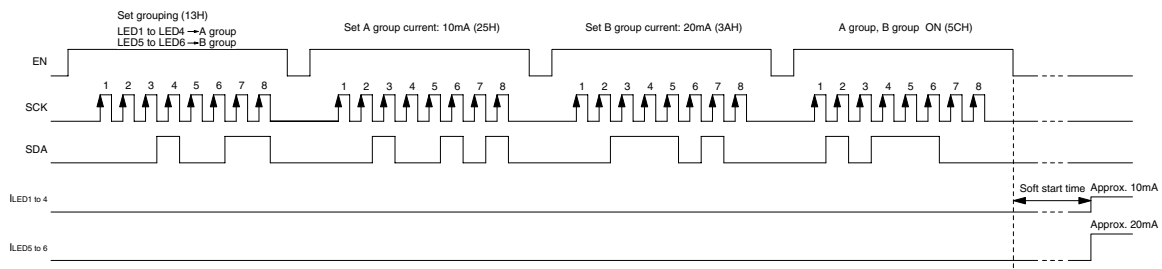 Set grouping (13H)
LED1 to LED4 → A group
LED5 to LED6 → B group
Set A group current: 10mA (25H)
Set B group current: 20mA (3AH)
A group, B group ON (5CH)
EN
1 2 3 4 5 6 7 8
1 2 3 4 5 6 7 8
1 2 3 4 5 6 7 8
1 2 3 4 5 6 7 8
SCK
SDA
Soft start time
Approx. 10mA
ILED1 to 4
Approx. 20mA
ILED5 to 6